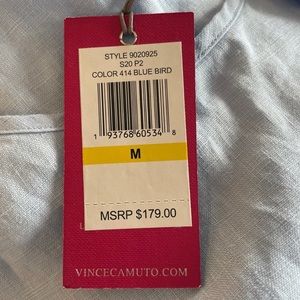 STYLE 9020925
S20 P2
COLOR 414 BLUE BIRD
1 93768 60534 8
M
MSRP $179.00
VINCECAMUTO.COM